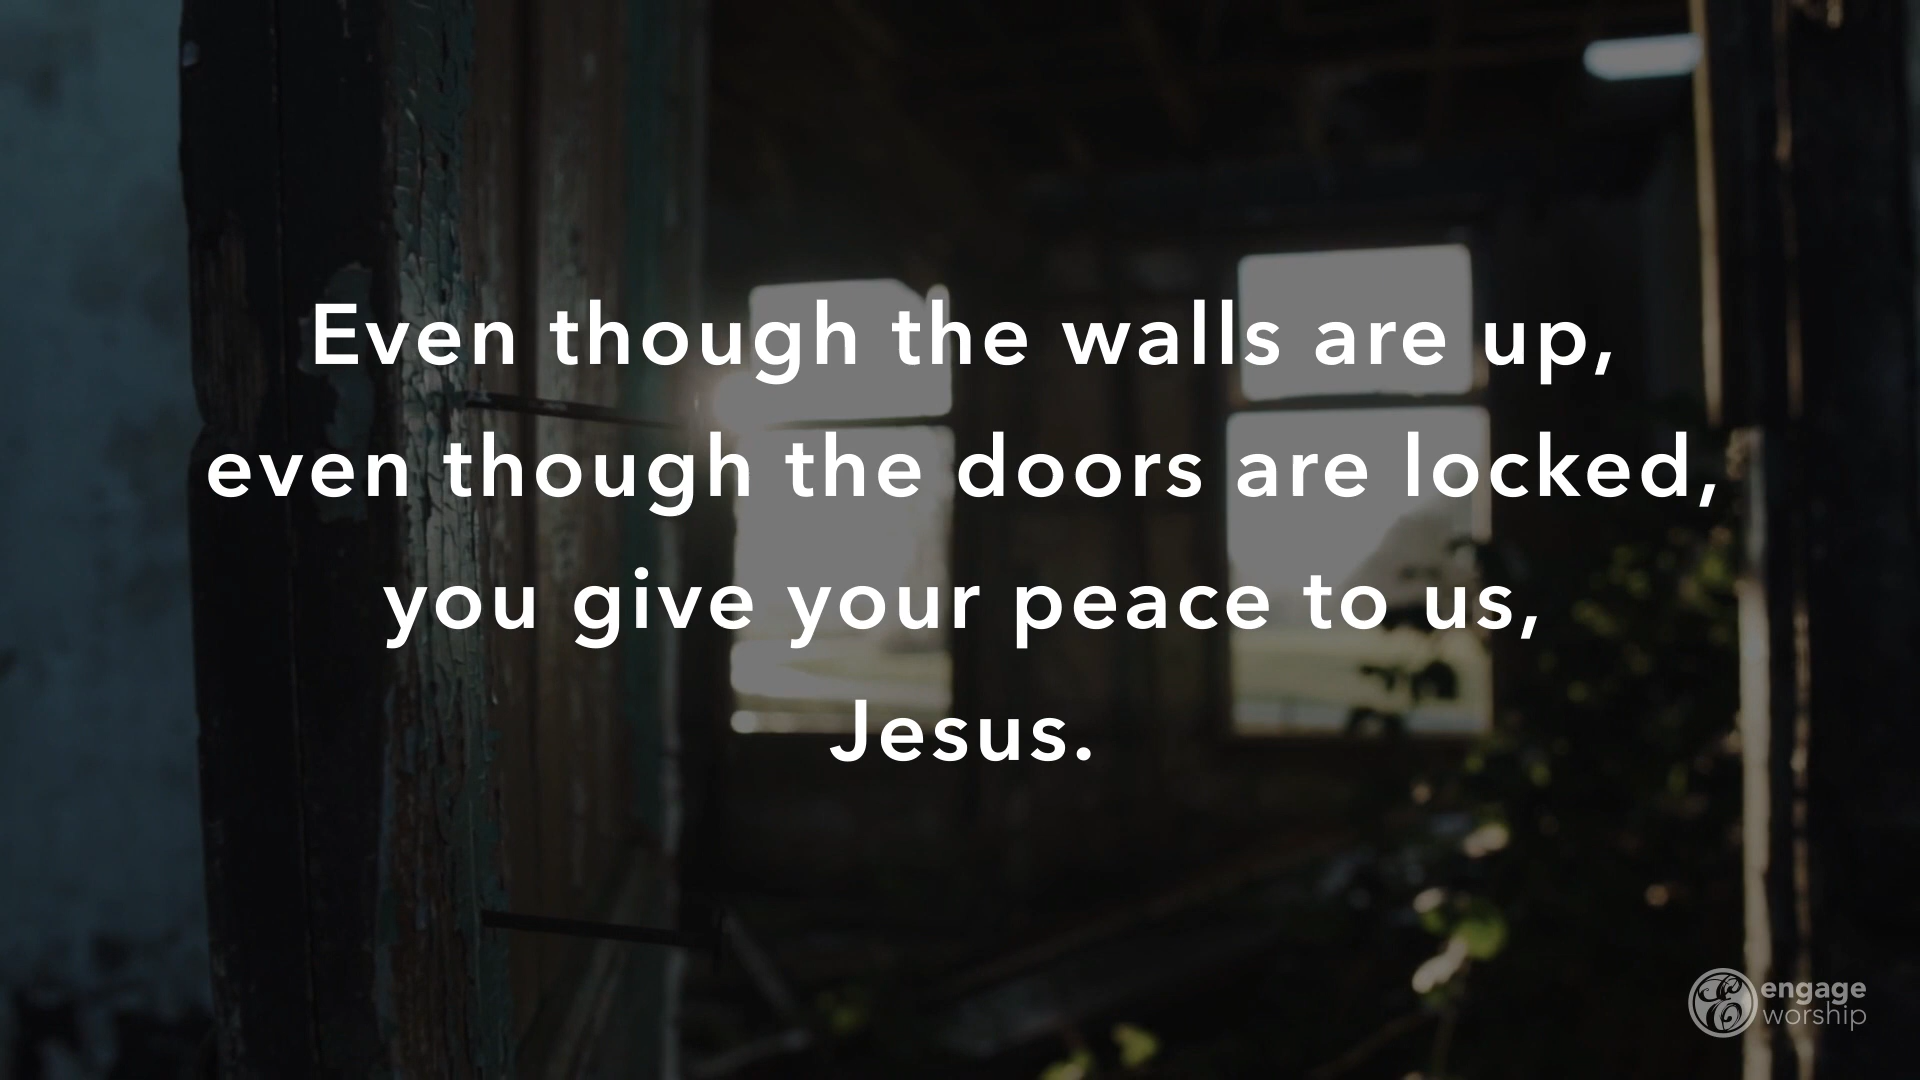 Even though the walls are up,
even though the doors are locked,
you give your peace to us,
Jesus.
engage
worship